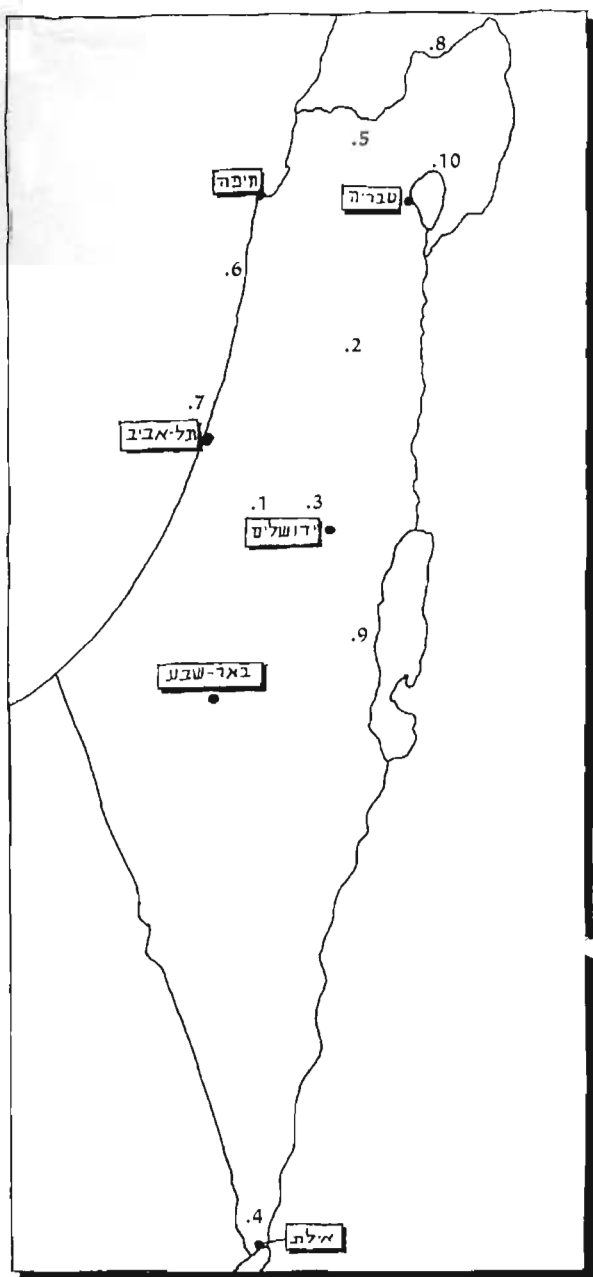 .8
.5
.10
חיפה
טבריה
.6
.2
.7
תל-אביב
.1
.3
ירושלים
.9
באר-שבע
.4
אילת